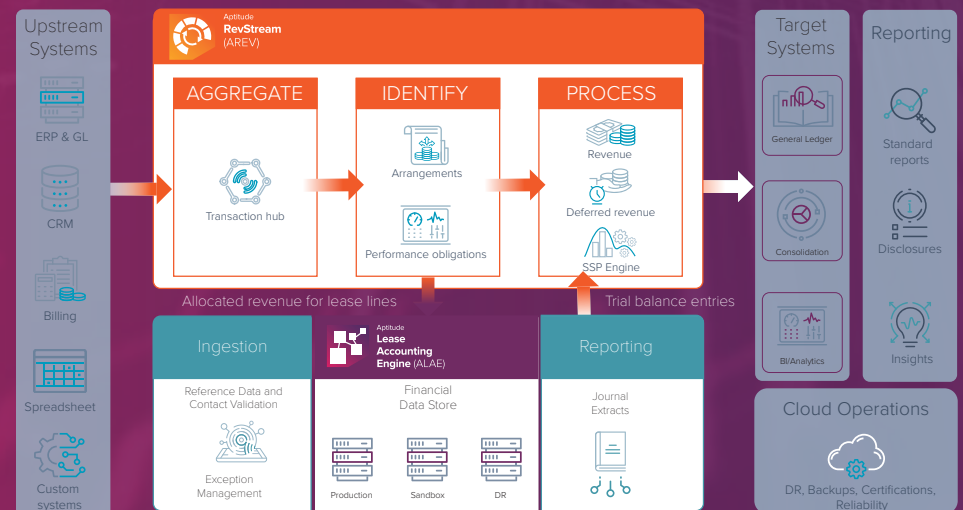 Upstream
Systems
ERP & GL
CRM
Billing
Spreadsheet
Custom
systems
Aptitude
RevStream
(AREV)
AGGREGATE
Transaction hub
IDENTIFY
Arrangements
Performance obligations
PROCESS
Revenue
Deferred revenue
SSP Engine
Allocated revenue for lease lines
Trial balance entries
Ingestion
Reference Data and
Contact Validation
Exception
Management
Aptitude
Lease
Accounting
Engine (ALAE)
Financial
Data Store
Production
Sandbox
DR
Reporting
Journal
Extracts
Target
Systems
General Ledger
Consolidation
BI/Analytics
Reporting
Standard
reports
Disclosures
Insights
Cloud Operations
DR, Backups, Certifications,
Reliability